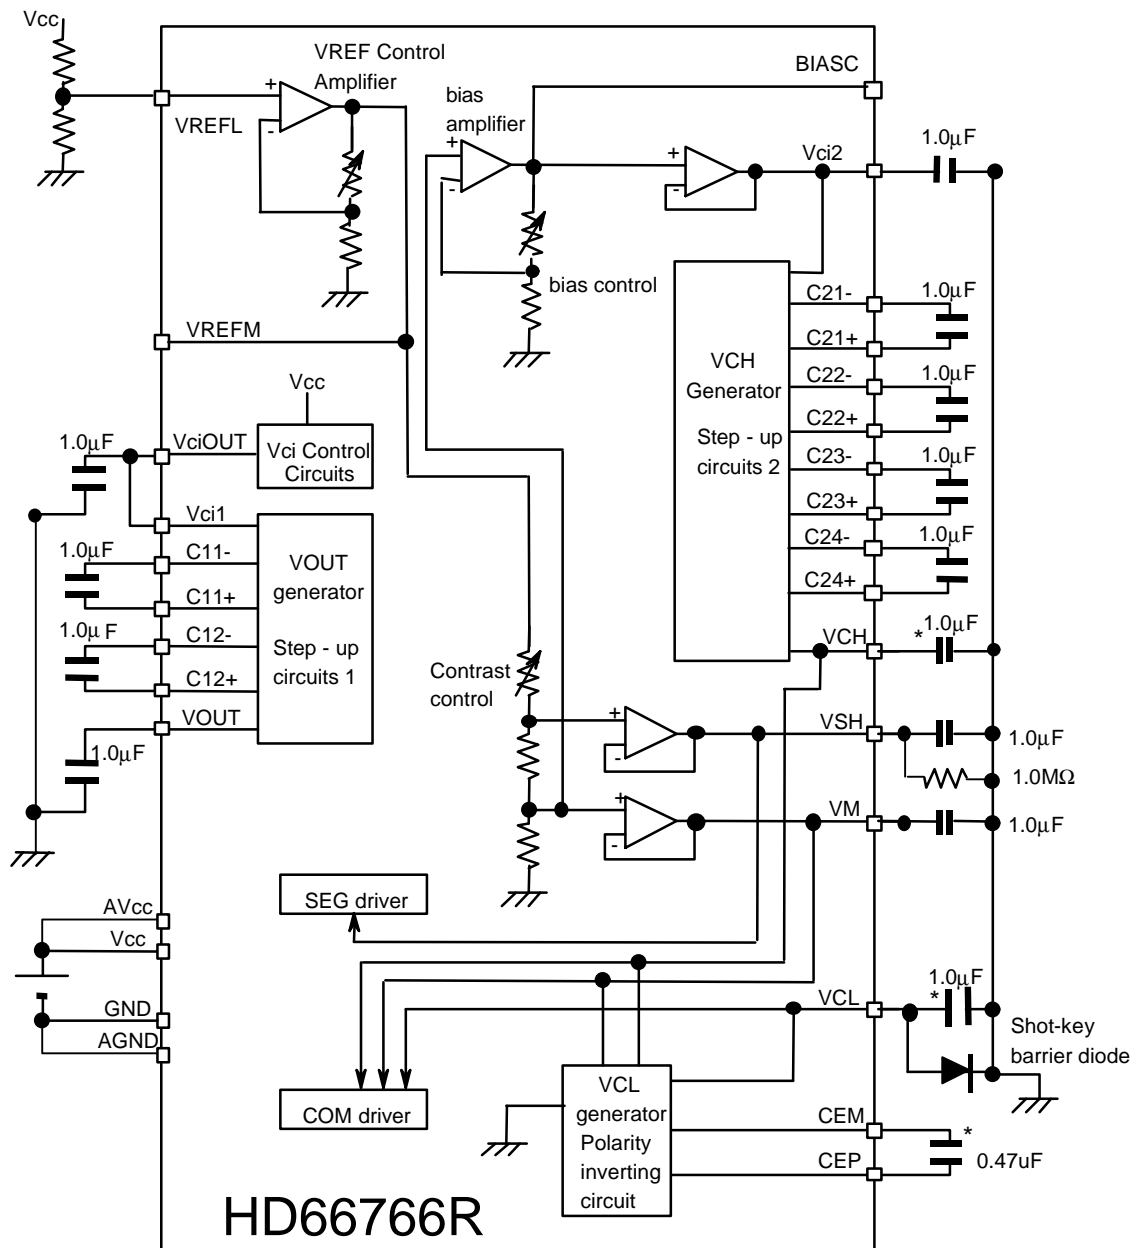 Vcc
VREF Control
Amplifier
BIASC
+
-
VREFL
bias
amplifier
+
-
+
-
Vci2
1.0µF
bias control
VREFM
C21-
1.0µF
C21+
VCH
Generator
C22-
1.0µF
C22+
Step - up
circuits 2
C23-
1.0µF
C23+
C24-
1.0µF
C24+
Vcc
1.0µF
VciOUT
Vci Control
Circuits
Vci1
1.0µF
C11-
VOUT
generator
C11+
1.0µ F
C12-
Step - up
circuits 1
C12+
VOUT
1.0µF
VCH
* 1.0µF
Contrast
control
+
-
VSH
1.0µF
1.0MΩ
+
-
VM
1.0µF
SEG driver
AVcc
Vcc
GND
AGND
1.0µF
*
VCL
Shot-key
barrier diode
COM driver
VCL
generator
Polarity
inverting
circuit
CEM
*
CEP
0.47uF
HD66766R